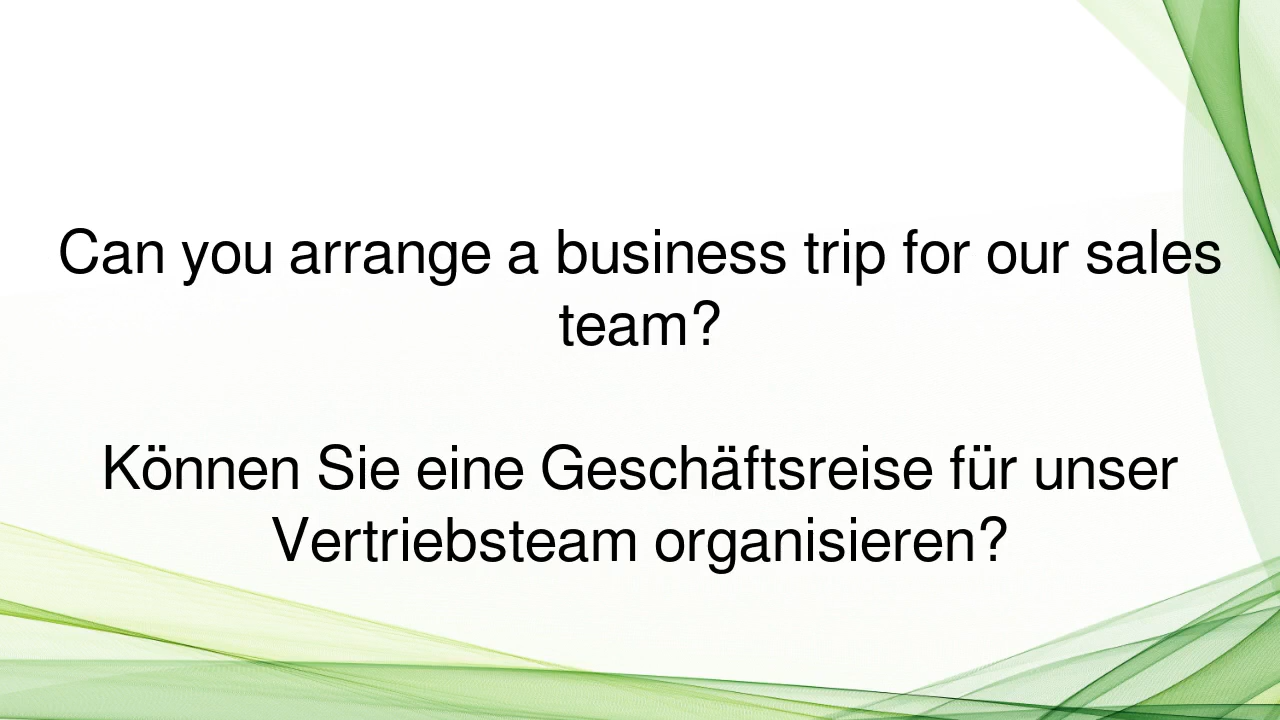 Can you arrange a business trip for our sales
team?
Können Sie eine Geschäftsreise für unser
Vertriebsteam organisieren?